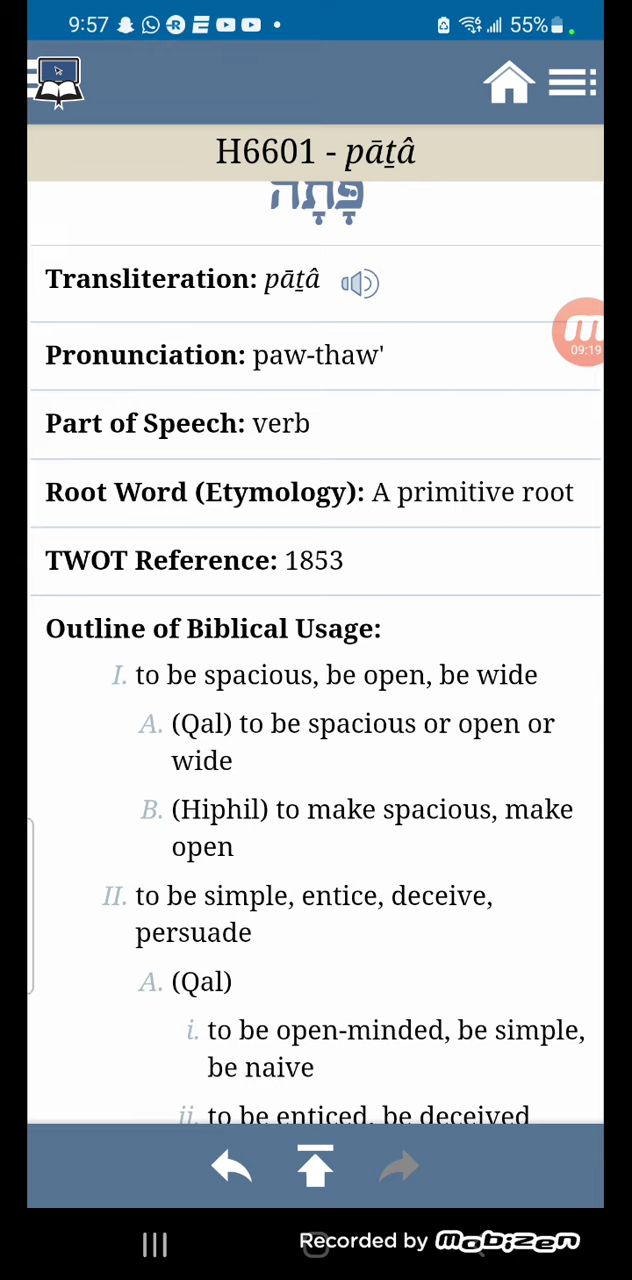 9:57 55%
H6601 - pāṯâ
פָּתָה
Transliteration: pāṯâ
09:19
Pronunciation: paw-thaw'
Part of Speech: verb
Root Word (Etymology): A primitive root
TWOT Reference: 1853
Outline of Biblical Usage:
I. to be spacious, be open, be wide
A. (Qal) to be spacious or open or
wide
B. (Hiphil) to make spacious, make
open
II. to be simple, entice, deceive,
persuade
A. (Qal)
i. to be open-minded, be simple,
be naive
ii. to be enticed, be deceived
Recorded by mobizen